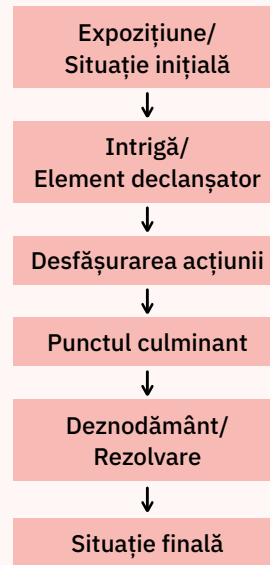 Expozițiune/
Situație inițială
Intrigă/
Element declanșator
Desfășurarea acțiunii
Punctul culminant
Deznodământ/
Rezolvare
Situație finală